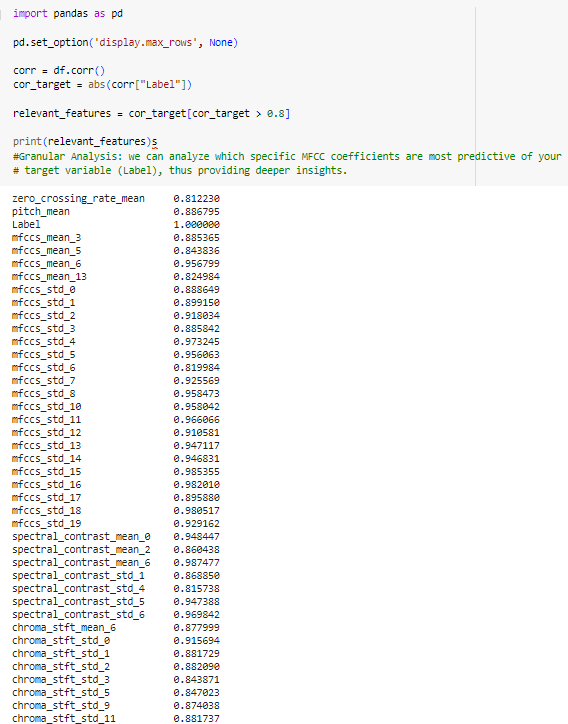 import pandas as pd
pd.set_option('display.max_rows', None)
corr = df.corr()
cor_target = abs(corr["Label"])
relevant_features = cor_target[cor_target > 0.8]
print(relevant_features)s
#Granular Analysis: we can analyze which specific MFCC coefficients are most predictive of your
# target variable (Label), thus providing deeper insights.
zero_crossing_rate_mean 0.812230
pitch_mean 0.886795
Label 1.000000
mfccs_mean_3 0.885365
mfccs_mean_5 0.843836
mfccs_mean_6 0.956799
mfccs_mean_13 0.824984
mfccs_std_0 0.888649
mfccs_std_1 0.899150
mfccs_std_2 0.918034
mfccs_std_3 0.885842
mfccs_std_4 0.973245
mfccs_std_5 0.956063
mfccs_std_6 0.819984
mfccs_std_7 0.925569
mfccs_std_8 0.958473
mfccs_std_10 0.958042
mfccs_std_11 0.966066
mfccs_std_12 0.910581
mfccs_std_13 0.947117
mfccs_std_14 0.946831
mfccs_std_15 0.985355
mfccs_std_16 0.982010
mfccs_std_17 0.895880
mfccs_std_18 0.980517
mfccs_std_19 0.929162
spectral_contrast_mean_0 0.948447
spectral_contrast_mean_2 0.860438
spectral_contrast_mean_6 0.987477
spectral_contrast_std_1 0.868850
spectral_contrast_std_4 0.815738
spectral_contrast_std_5 0.947388
spectral_contrast_std_6 0.969842
chroma_stft_mean_6 0.877999
chroma_stft_std_0 0.915694
chroma_stft_std_1 0.881729
chroma_stft_std_2 0.882090
chroma_stft_std_3 0.843871
chroma_stft_std_5 0.847023
chroma_stft_std_9 0.874038
chroma_stft_std_11 0.881737